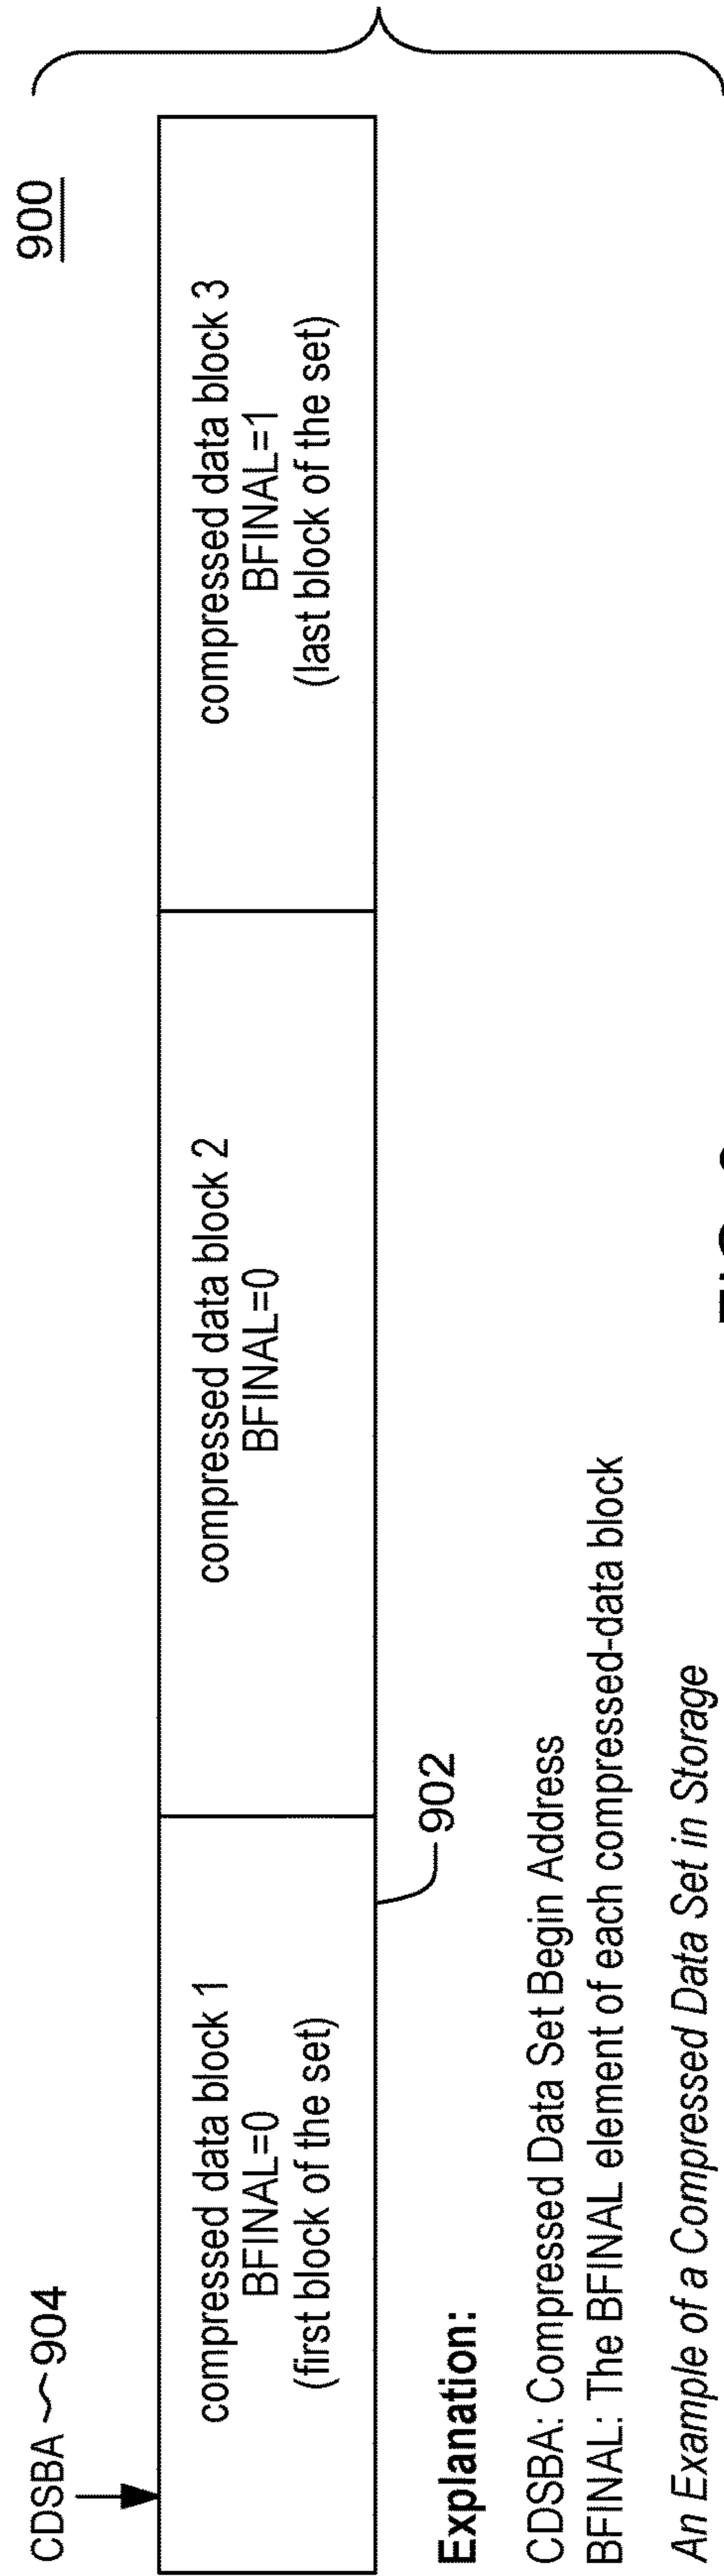 900
CDSBA 904
compressed data block 1
BFINAL=0
(first block of the set)
compressed data block 2
BFINAL=0
compressed data block 3
BFINAL=1
(last block of the set)
902
Explanation:
CDSBA: Compressed Data Set Begin Address
BFINAL: The BFINAL element of each compressed-data block
An Example of a Compressed Data Set in Storage